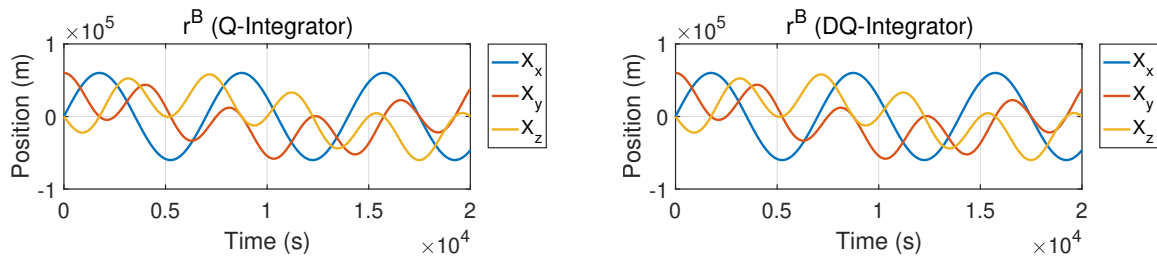 ×10^5
r^B (Q-Integrator)
1
0
-1
Position (m)
0
0.5
1
1.5
2
×10^4
Time (s)
X_x
X_y
X_z
×10^5
r^B (DQ-Integrator)
1
0
-1
Position (m)
0
0.5
1
1.5
2
×10^4
Time (s)
X_x
X_y
X_z